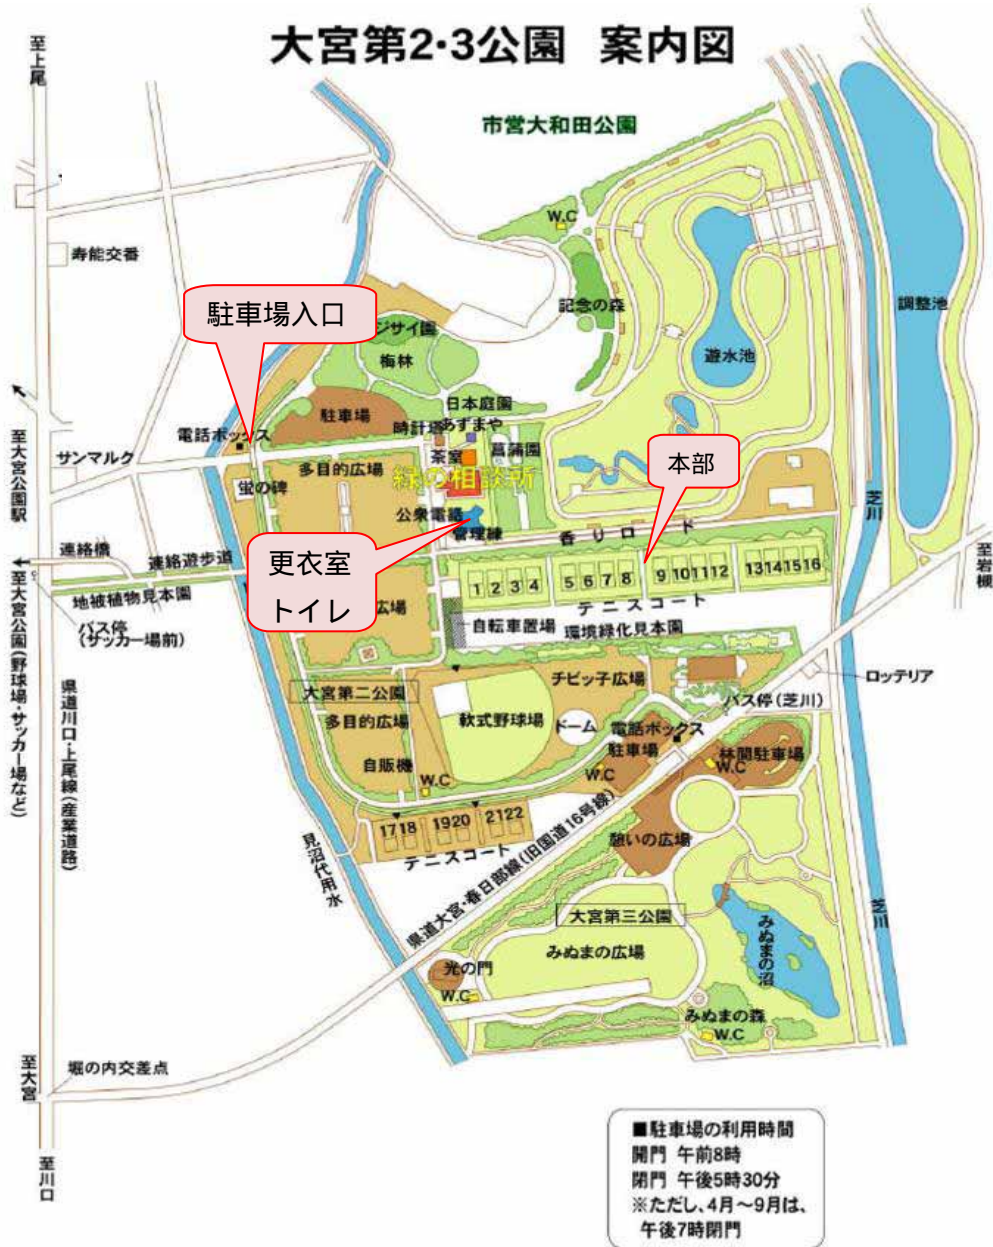 大宮第2・3公園 案内図
至上尾
市営大和田公園
W.C
寿能交番
記念の森
調整池
駐車場入口
ジサイ園
梅林
遊水池
日本庭園
駐車場
時計塔
あずまや
電話ボックス
茶室
菖蒲園
本部
サンマルク
多目的広場
緑の相談所
至大宮公園駅
蛍の碑
公衆電話
管理棟
香りロード
芝川
更衣室
トイレ
連絡橋
連絡遊歩道
至岩槻
1 2 3 4
5 6 7 8
9 10 11 12
13 14 15 16
地被植物見本園
広場
テニスコート
自転車置場
環境緑化見本園
バス停
(サッカー場前)
至大宮公園(野球場・サッカー場など)
県道川口・上尾線(産業道路)
大宮第二公園
チビッ子広場
ロッテリア
多目的広場
軟式野球場
ドーム
電話ボックス
バス停(芝川)
駐車場
林間駐車場
自販機
W.C
W.C
W.C
17 18
19 20
21 22
テニスコート
憩いの広場
見沼代用水
県道大宮・春日部線(旧国道16号線)
大宮第三公園
芝川
みぬまの広場
みぬまの沼
光の門
W.C
みぬまの森
W.C
至大宮
堀の内交差点
至川口
■駐車場の利用時間
開門 午前8時
閉門 午後5時30分
※ただし、4月～9月は、
午後7時閉門